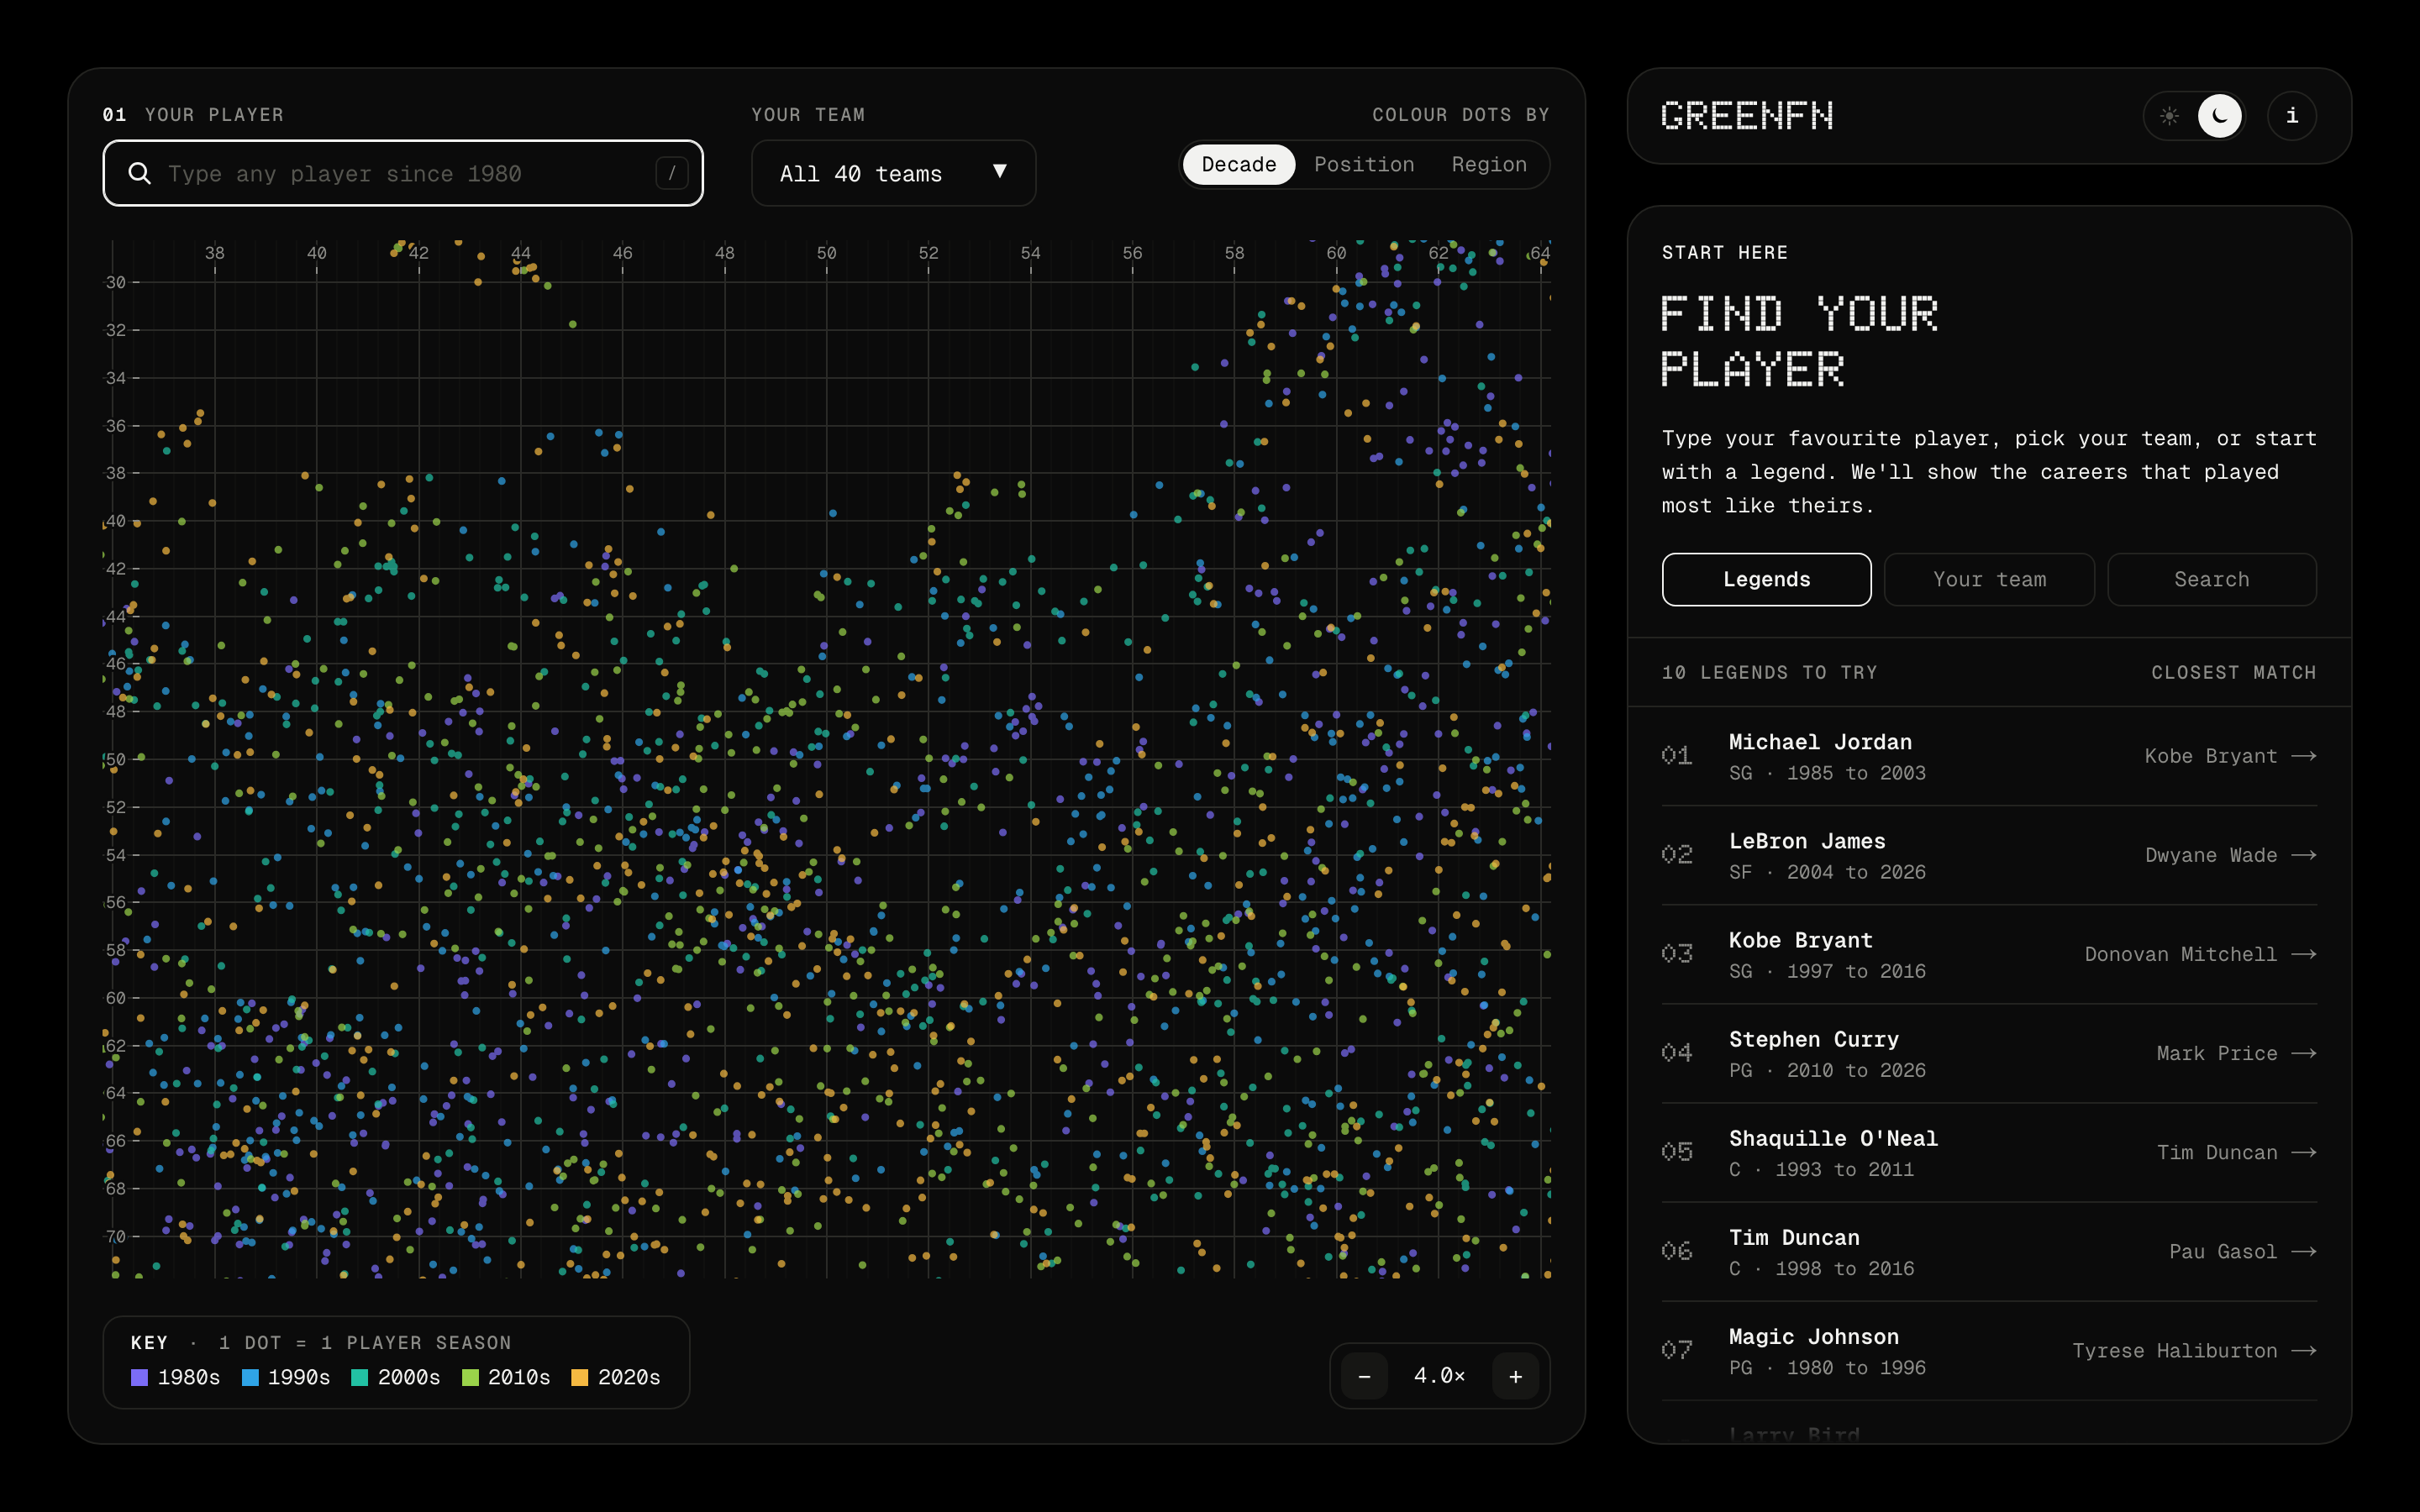 01 YOUR PLAYER
YOUR TEAM
COLOUR DOTS BY
Type any player since 1980 /
All 40 teams ▼
Decade Position Region
38 40 42 44 46 48 50 52 54 56 58 60 62 64
30
32
34
36
38
40
42
44
46
48
50
52
54
56
58
60
62
64
66
68
70
KEY · 1 DOT = 1 PLAYER SEASON
1980s 1990s 2000s 2010s 2020s
− 4.0× +
GREENFN
i
START HERE
FIND YOUR
PLAYER
Type your favourite player, pick your team, or start
with a legend. We'll show the careers that played
most like theirs.
Legends Your team Search
10 LEGENDS TO TRY CLOSEST MATCH
01 Michael Jordan Kobe Bryant →
SG · 1985 to 2003
02 LeBron James Dwyane Wade →
SF · 2004 to 2026
03 Kobe Bryant Donovan Mitchell →
SG · 1997 to 2016
04 Stephen Curry Mark Price →
PG · 2010 to 2026
05 Shaquille O'Neal Tim Duncan →
C · 1993 to 2011
06 Tim Duncan Pau Gasol →
C · 1998 to 2016
07 Magic Johnson Tyrese Haliburton →
PG · 1980 to 1996
Larry Bird